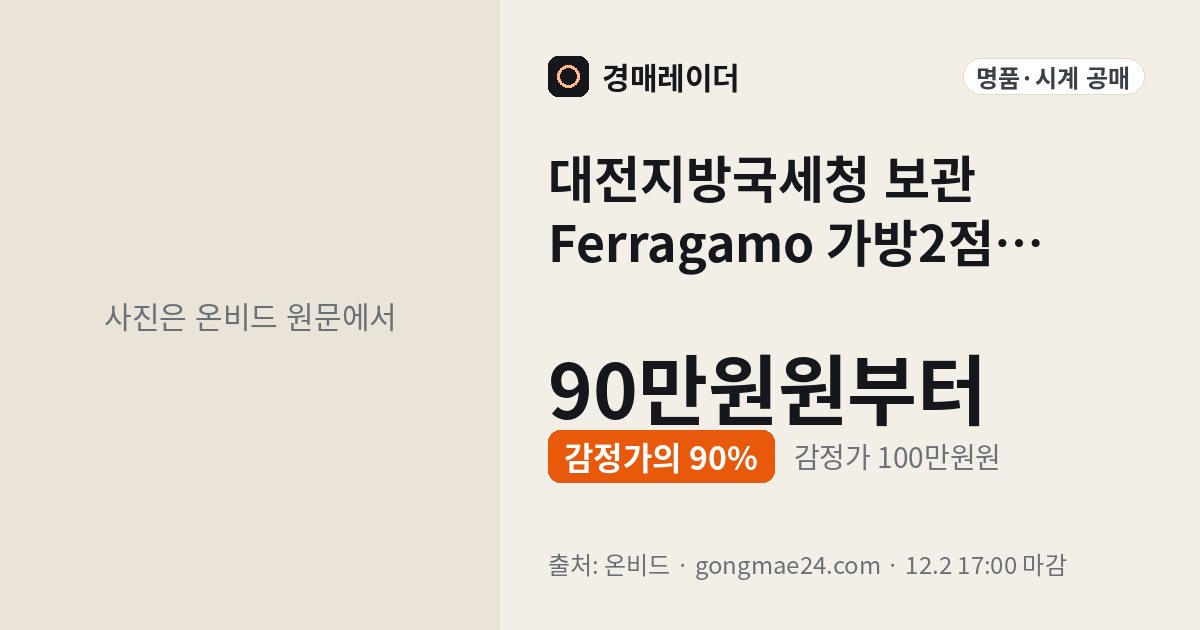 경매레이더
명품·시계 공매
대전지방국세청 보관
Ferragamo 가방2점…
사진은 온비드 원문에서
90만원원부터
감정가의 90%
감정가 100만원원
출처: 온비드 · gongmae24.com · 12.2 17:00 마감